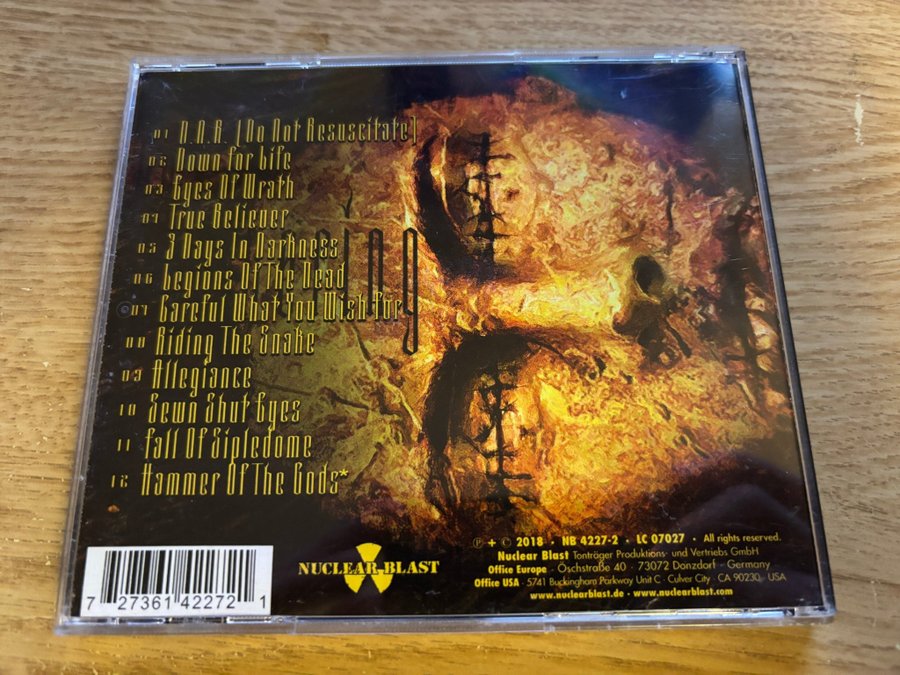 01 D.N.R. [Do Not Resuscitate]
02 Down For Life
03 Eyes Of Wrath
04 True Believer
05 3 Days In Darkness
06 Legions Of The Dead
07 Careful What You Wish For
08 Riding The Snake
09 Allegiance
10 Sewn Shut Eyes
11 Fall Of Sipledome
12 Hammer Of The Gods*
NUCLEAR BLAST
7 27361 42272 1
℗ + © 2018 · NB 4227-2 · LC 07027 · All rights reserved.
Nuclear Blast Tonträger Produktions- und Vertriebs GmbH
Office Europe · Öschstraße 40 · 73072 Donzdorf · Germany
Office USA · 5741 Buckingham Parkway Unit C · Culver City · CA 90230 · USA
www.nuclearblast.de · www.nuclearblast.com